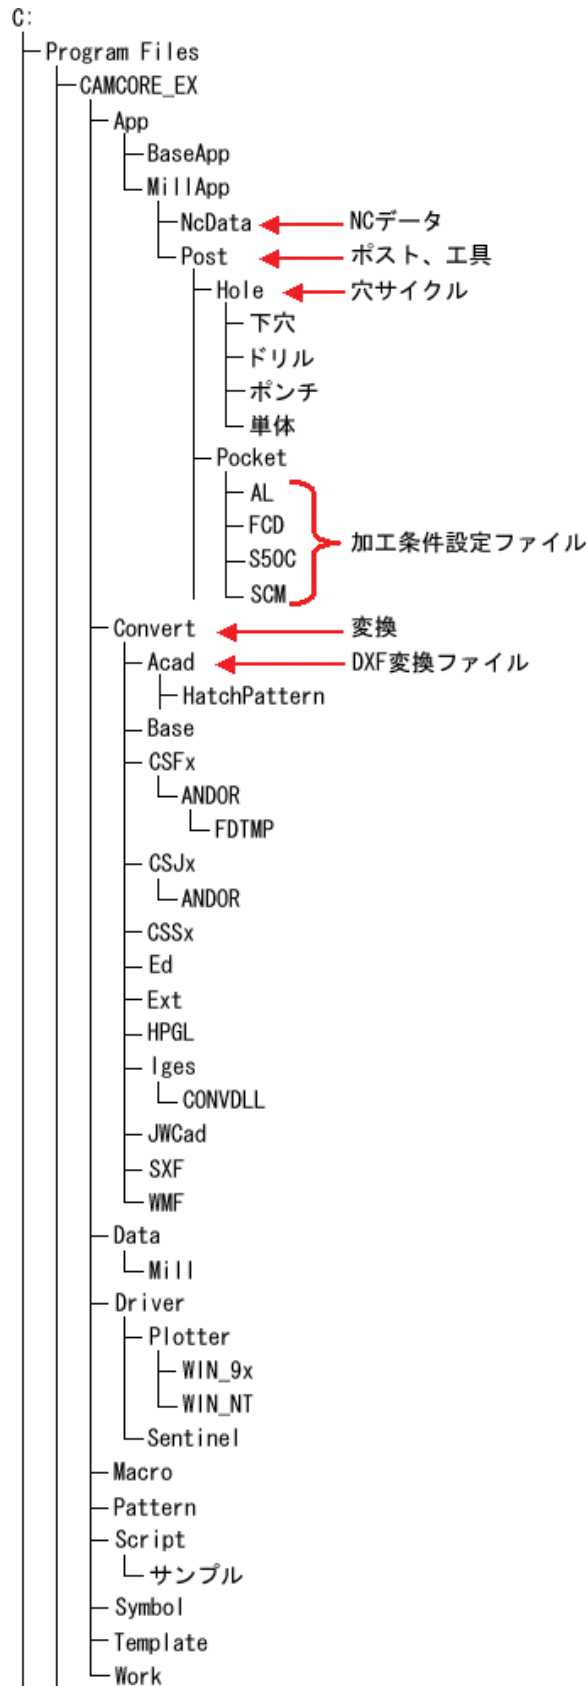 C:
Program Files
CAMCORE_EX
App
BaseApp
MillApp
NcData NCデータ
Post ポスト、工具
Hole 穴サイクル
下穴
ドリル
ポンチ
単体
Pocket
AL
FCD
S50C 加工条件設定ファイル
SCM
Convert 変換
Acad DXF変換ファイル
HatchPattern
Base
CSFx
ANDOR
FDTMP
CSJx
ANDOR
CSSx
Ed
Ext
HPGL
Iges
CONVDLL
JWCad
SXF
WMF
Data
Mill
Driver
Plotter
WIN_9x
WIN_NT
Sentinel
Macro
Pattern
Script
サンプル
Symbol
Template
Work